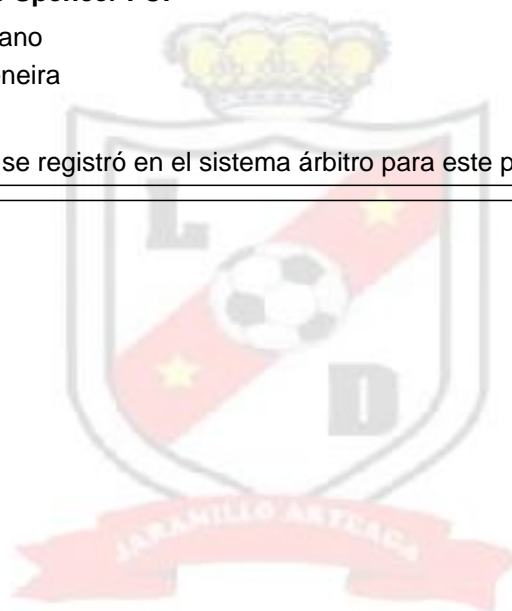 ano
neira
se registró en el sistema árbitro para este p
L
D
JARAMILLO ARTEAGA